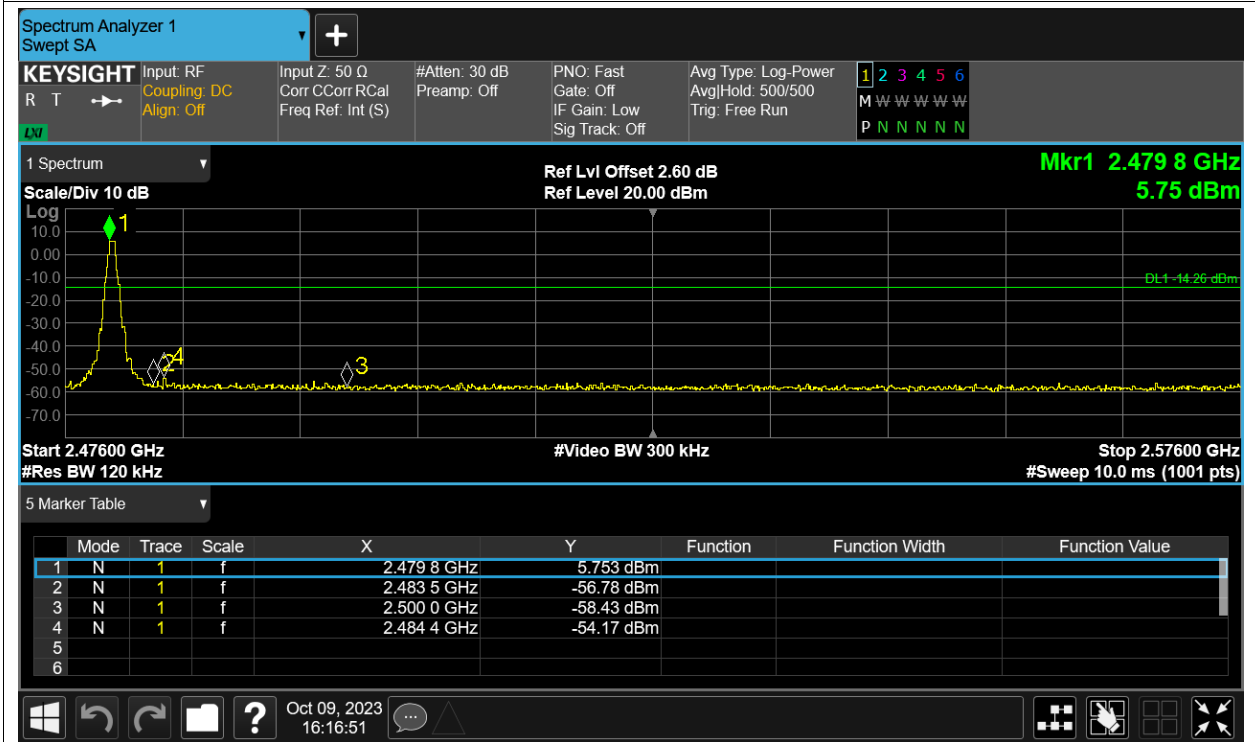 Spectrum Analyzer 1
Swept SA
+
KEYSIGHT Input: RF Input Z: 50 Ω #Atten: 30 dB PNO: Fast Avg Type: Log-Power 1 2 3 4 5 6
R T Coupling: DC Corr CCorr RCal Preamp: Off Gate: Off Avg|Hold: 500/500 M W W W W W
Align: Off Freq Ref: Int (S) IF Gain: Low Trig: Free Run
LXI Sig Track: Off P N N N N N
1 Spectrum
Scale/Div 10 dB
Ref Lvl Offset 2.60 dB
Ref Level 20.00 dBm
Mkr1 2.479 8 GHz
5.75 dBm
Log
10.0
0.00
-10.0
-20.0
-30.0
-40.0
-50.0
-60.0
-70.0
1
DL1 -14.26 dBm
2 4
3
Start 2.47600 GHz #Video BW 300 kHz Stop 2.57600 GHz
#Res BW 120 kHz #Sweep 10.0 ms (1001 pts)
5 Marker Table
Mode Trace Scale X Y Function Function Width Function Value
1 N 1 f 2.479 8 GHz 5.753 dBm
2 N 1 f 2.483 5 GHz -56.78 dBm
3 N 1 f 2.500 0 GHz -58.43 dBm
4 N 1 f 2.484 4 GHz -54.17 dBm
5
6
? Oct 09, 2023
16:16:51